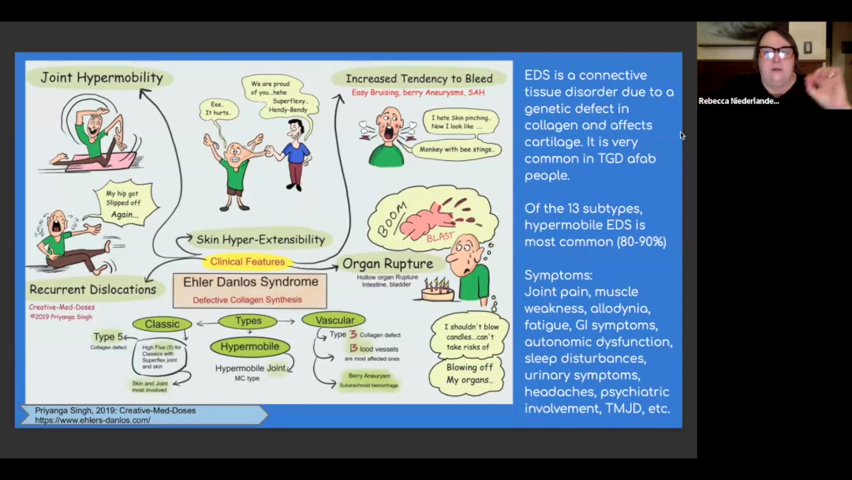 Joint Hypermobility
Eee..
It hurts.
We are proud
of you...hehe
Superflexy..
Hendy-Bendy
Increased Tendency to Bleed
Easy Bruising, berry Aneurysms, SAH
I hate Skin pinching..
Now I look like ....
Monkey with bee stings..
My hip got
Slipped off
Again...
Recurrent Dislocations
Creative-Med-Doses
©2019 Priyanga Singh
Skin Hyper-Extensibility
Clinical Features
Ehler Danlos Syndrome
Defective Collagen Synthesis
BOOM
BLAST
Organ Rupture
Hollow organ Rupture
Intestine, bladder
I shouldn't blow
candles...can't
take risks of
Blowing off
My organs..
Classic
Types
Vascular
Type 5
Collagen defect
High Five (5) for
Classics with
Superflex joint
and skin
Skin and Joint
most involved
Hypermobile
Hypermobile Joint
MC type
Type 3 Collagen defect
Blood vessels
are most affected ones
Berry Aneurysm
Subarachnoid hemorrhage
Priyanga Singh, 2019: Creative-Med-Doses
https://www.ehlers-danlos.com/
EDS is a connective
tissue disorder due to a
genetic defect in
collagen and affects
cartilage. It is very
common in TGD afab
people.
Of the 13 subtypes,
hypermobile EDS is
most common (80-90%)
Symptoms:
Joint pain, muscle
weakness, allodynia,
fatigue, GI symptoms,
autonomic dysfunction,
sleep disturbances,
urinary symptoms,
headaches, psychiatric
involvement, TMJD, etc.
Rebecca Niederlande...